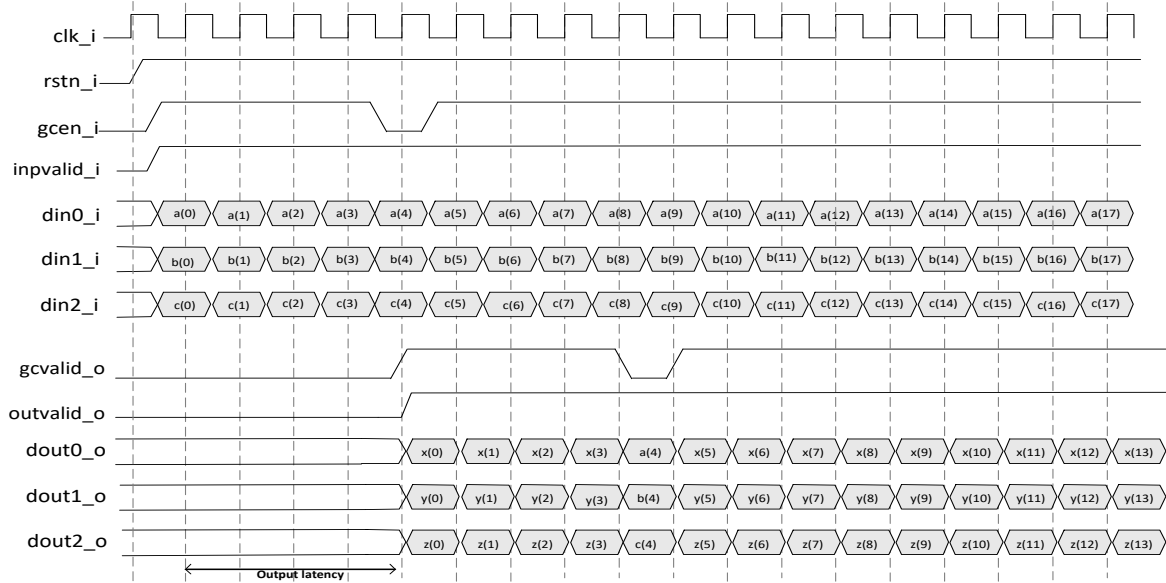 clk_i
rstn_i
gcen_i
inpvalid_i
din0_i a(0) a(1) a(2) a(3) a(4) a(5) a(6) a(7) a(8) a(9) a(10) a(11) a(12) a(13) a(14) a(15) a(16) a(17)
din1_i b(0) b(1) b(2) b(3) b(4) b(5) b(6) b(7) b(8) b(9) b(10) b(11) b(12) b(13) b(14) b(15) b(16) b(17)
din2_i c(0) c(1) c(2) c(3) c(4) c(5) c(6) c(7) c(8) c(9) c(10) c(11) c(12) c(13) c(14) c(15) c(16) c(17)
gcvalid_o
outvalid_o
dout0_o x(0) x(1) x(2) x(3) a(4) x(5) x(6) x(7) x(8) x(9) x(10) x(11) x(12) x(13)
dout1_o y(0) y(1) y(2) y(3) b(4) y(5) y(6) y(7) y(8) y(9) y(10) y(11) y(12) y(13)
dout2_o z(0) z(1) z(2) z(3) c(4) z(5) z(6) z(7) z(8) z(9) z(10) z(11) z(12) z(13)
Output latency